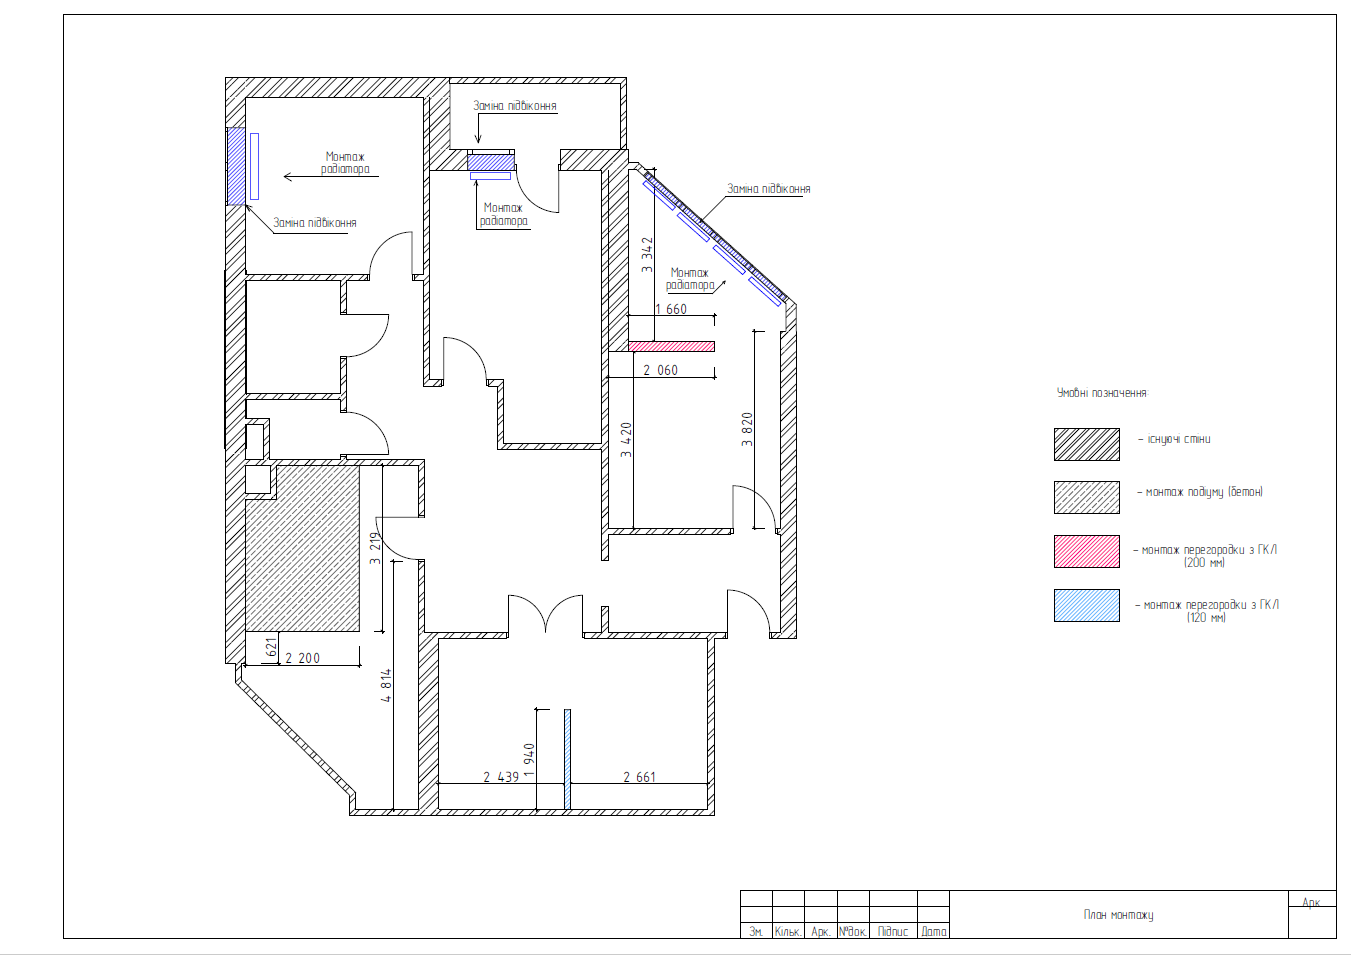 Заміна підвіконня
Монтаж
радіатора
Заміна підвіконня
Монтаж
радіатора
Заміна підвіконня
3 342
Монтаж
радіатора
1 660
2 060
3 420
3 820
Умовні позначення
- існуючі стіни
- монтаж подіуму (бетон)
- монтаж перегородки з ГКЛ
(200 мм)
- монтаж перегородки з ГКЛ
(120 мм)
3 219
621
2 200
4 814
1 940
2 439
2 661
Зм.
Кільк.
Арк.
№док.
Підпис
Дата
План монтажу
Арк